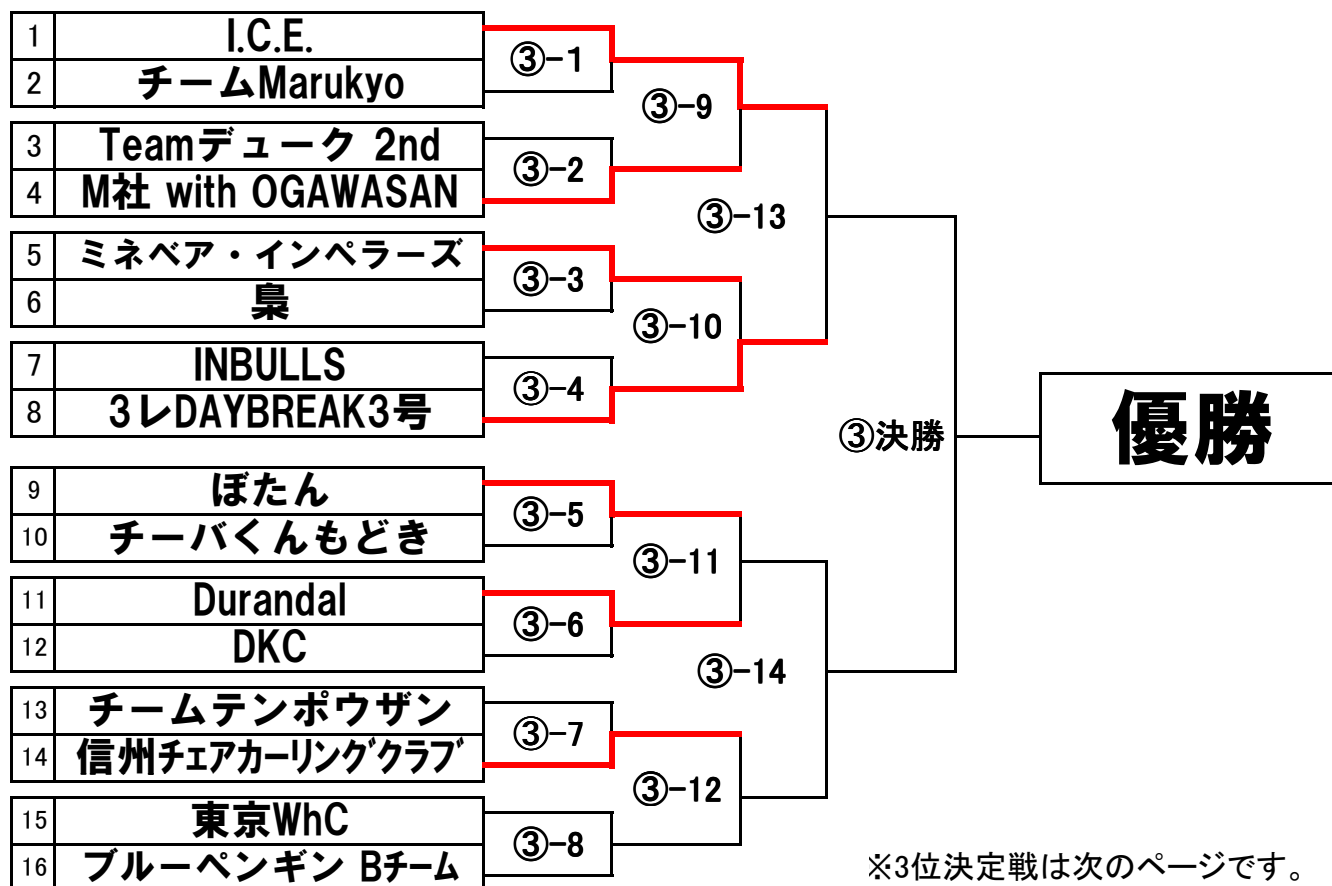 1 I.C.E.
③-1
2 チームMarukyo
③-9
3 Teamデューク 2nd
③-2
4 M社 with OGAWASAN
③-13
5 ミネベア・インペラーズ
③-3
6 梟
③-10
7 INBULLS
③-4
8 3レDAYBREAK3号
③決勝
優勝
9 ぼたん
③-5
10 チーバくんもどき
③-11
11 Durandal
③-6
12 DKC
③-14
13 チームテンポウザン
③-7
14 信州チェアカーリングクラブ
③-12
15 東京WhC
③-8
16 ブルーペンギン Bチーム
※3位決定戦は次のページです。